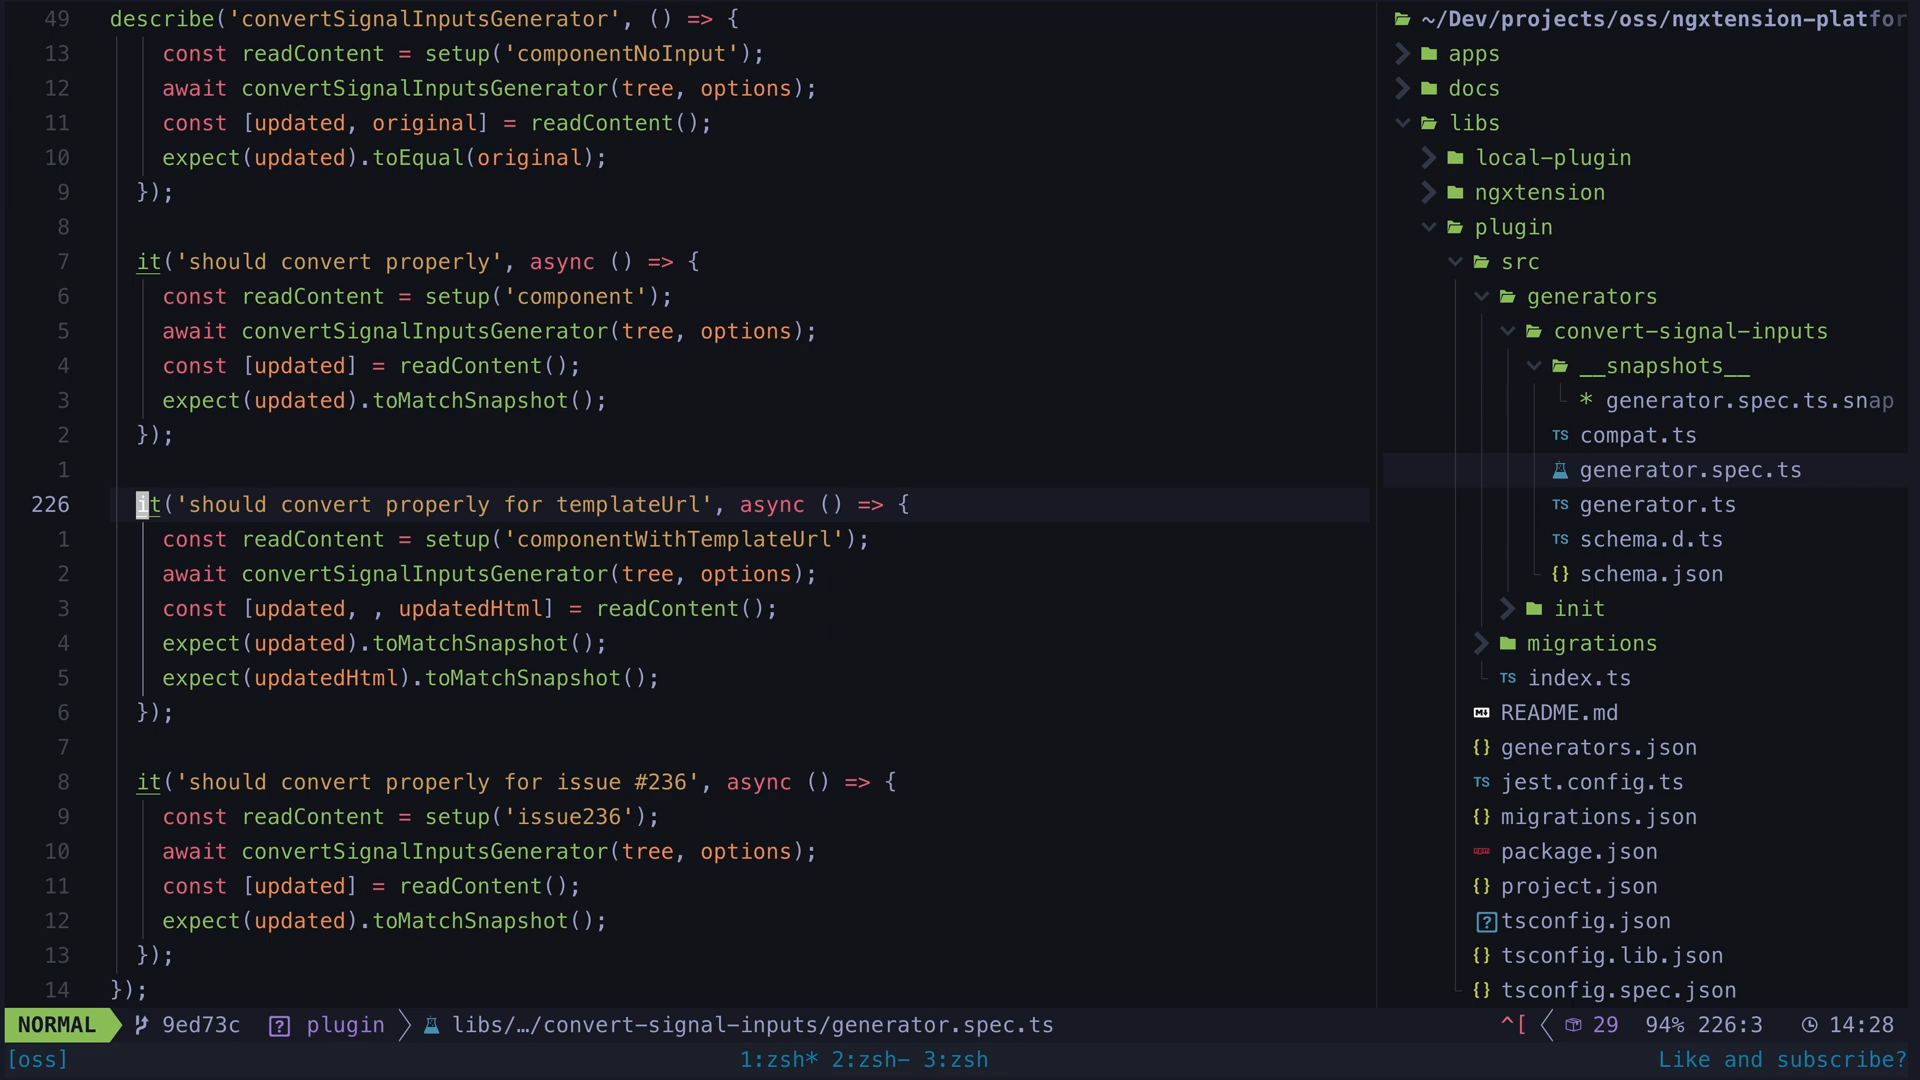 49 describe('convertSignalInputsGenerator', () => {
13 const readContent = setup('componentNoInput');
12 await convertSignalInputsGenerator(tree, options);
11 const [updated, original] = readContent();
10 expect(updated).toEqual(original);
9 });
8
7 it('should convert properly', async () => {
6 const readContent = setup('component');
5 await convertSignalInputsGenerator(tree, options);
4 const [updated] = readContent();
3 expect(updated).toMatchSnapshot();
2 });
1
226 it('should convert properly for templateUrl', async () => {
1 const readContent = setup('componentWithTemplateUrl');
2 await convertSignalInputsGenerator(tree, options);
3 const [updated, , updatedHtml] = readContent();
4 expect(updated).toMatchSnapshot();
5 expect(updatedHtml).toMatchSnapshot();
6 });
7
8 it('should convert properly for issue #236', async () => {
9 const readContent = setup('issue236');
10 await convertSignalInputsGenerator(tree, options);
11 const [updated] = readContent();
12 expect(updated).toMatchSnapshot();
13 });
14 });
~/Dev/projects/oss/ngxtension-platfor
apps
docs
libs
local-plugin
ngxtension
plugin
src
generators
convert-signal-inputs
__snapshots__
* generator.spec.ts.snap
TS compat.ts
generator.spec.ts
TS generator.ts
TS schema.d.ts
{} schema.json
init
migrations
TS index.ts
README.md
{} generators.json
TS jest.config.ts
{} migrations.json
package.json
{} project.json
[?] tsconfig.json
{} tsconfig.lib.json
{} tsconfig.spec.json
NORMAL 9ed73c [?] plugin libs/…/convert-signal-inputs/generator.spec.ts ^[ 29 94% 226:3 14:28
[oss] 1:zsh* 2:zsh- 3:zsh Like and subscribe?